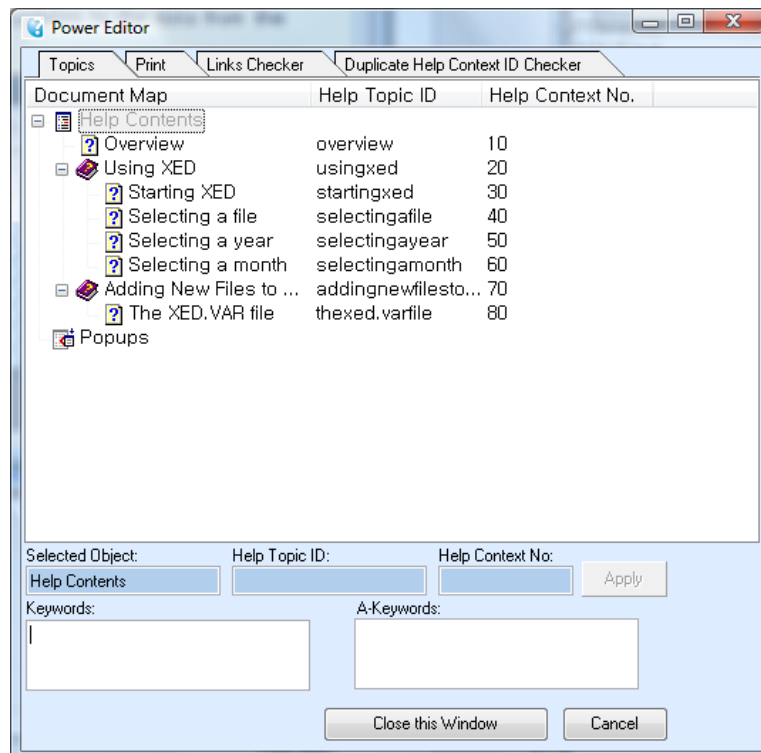 Power Editor
Topics Print Links Checker Duplicate Help Context ID Checker
Document Map Help Topic ID Help Context No.
Help Contents
Overview overview 10
Using XED usingxed 20
Starting XED startingxed 30
Selecting a file selectingafile 40
Selecting a year selectingayear 50
Selecting a month selectingamonth 60
Adding New Files to ... addingnewfilesto... 70
The XED.VAR file thexed.varfile 80
Popups
Selected Object: Help Topic ID: Help Context No:
Help Contents Apply
Keywords: A-Keywords:
Close this Window Cancel